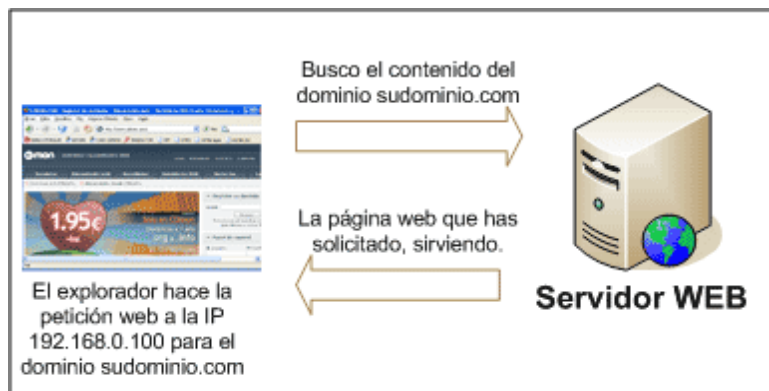 Busco el contenido del
dominio sudominio.com
1.95€
La página web que has
solicitado, sirviendo.
El explorador hace la
petición web a la IP
192.168.0.100 para el
dominio sudominio.com
Servidor WEB